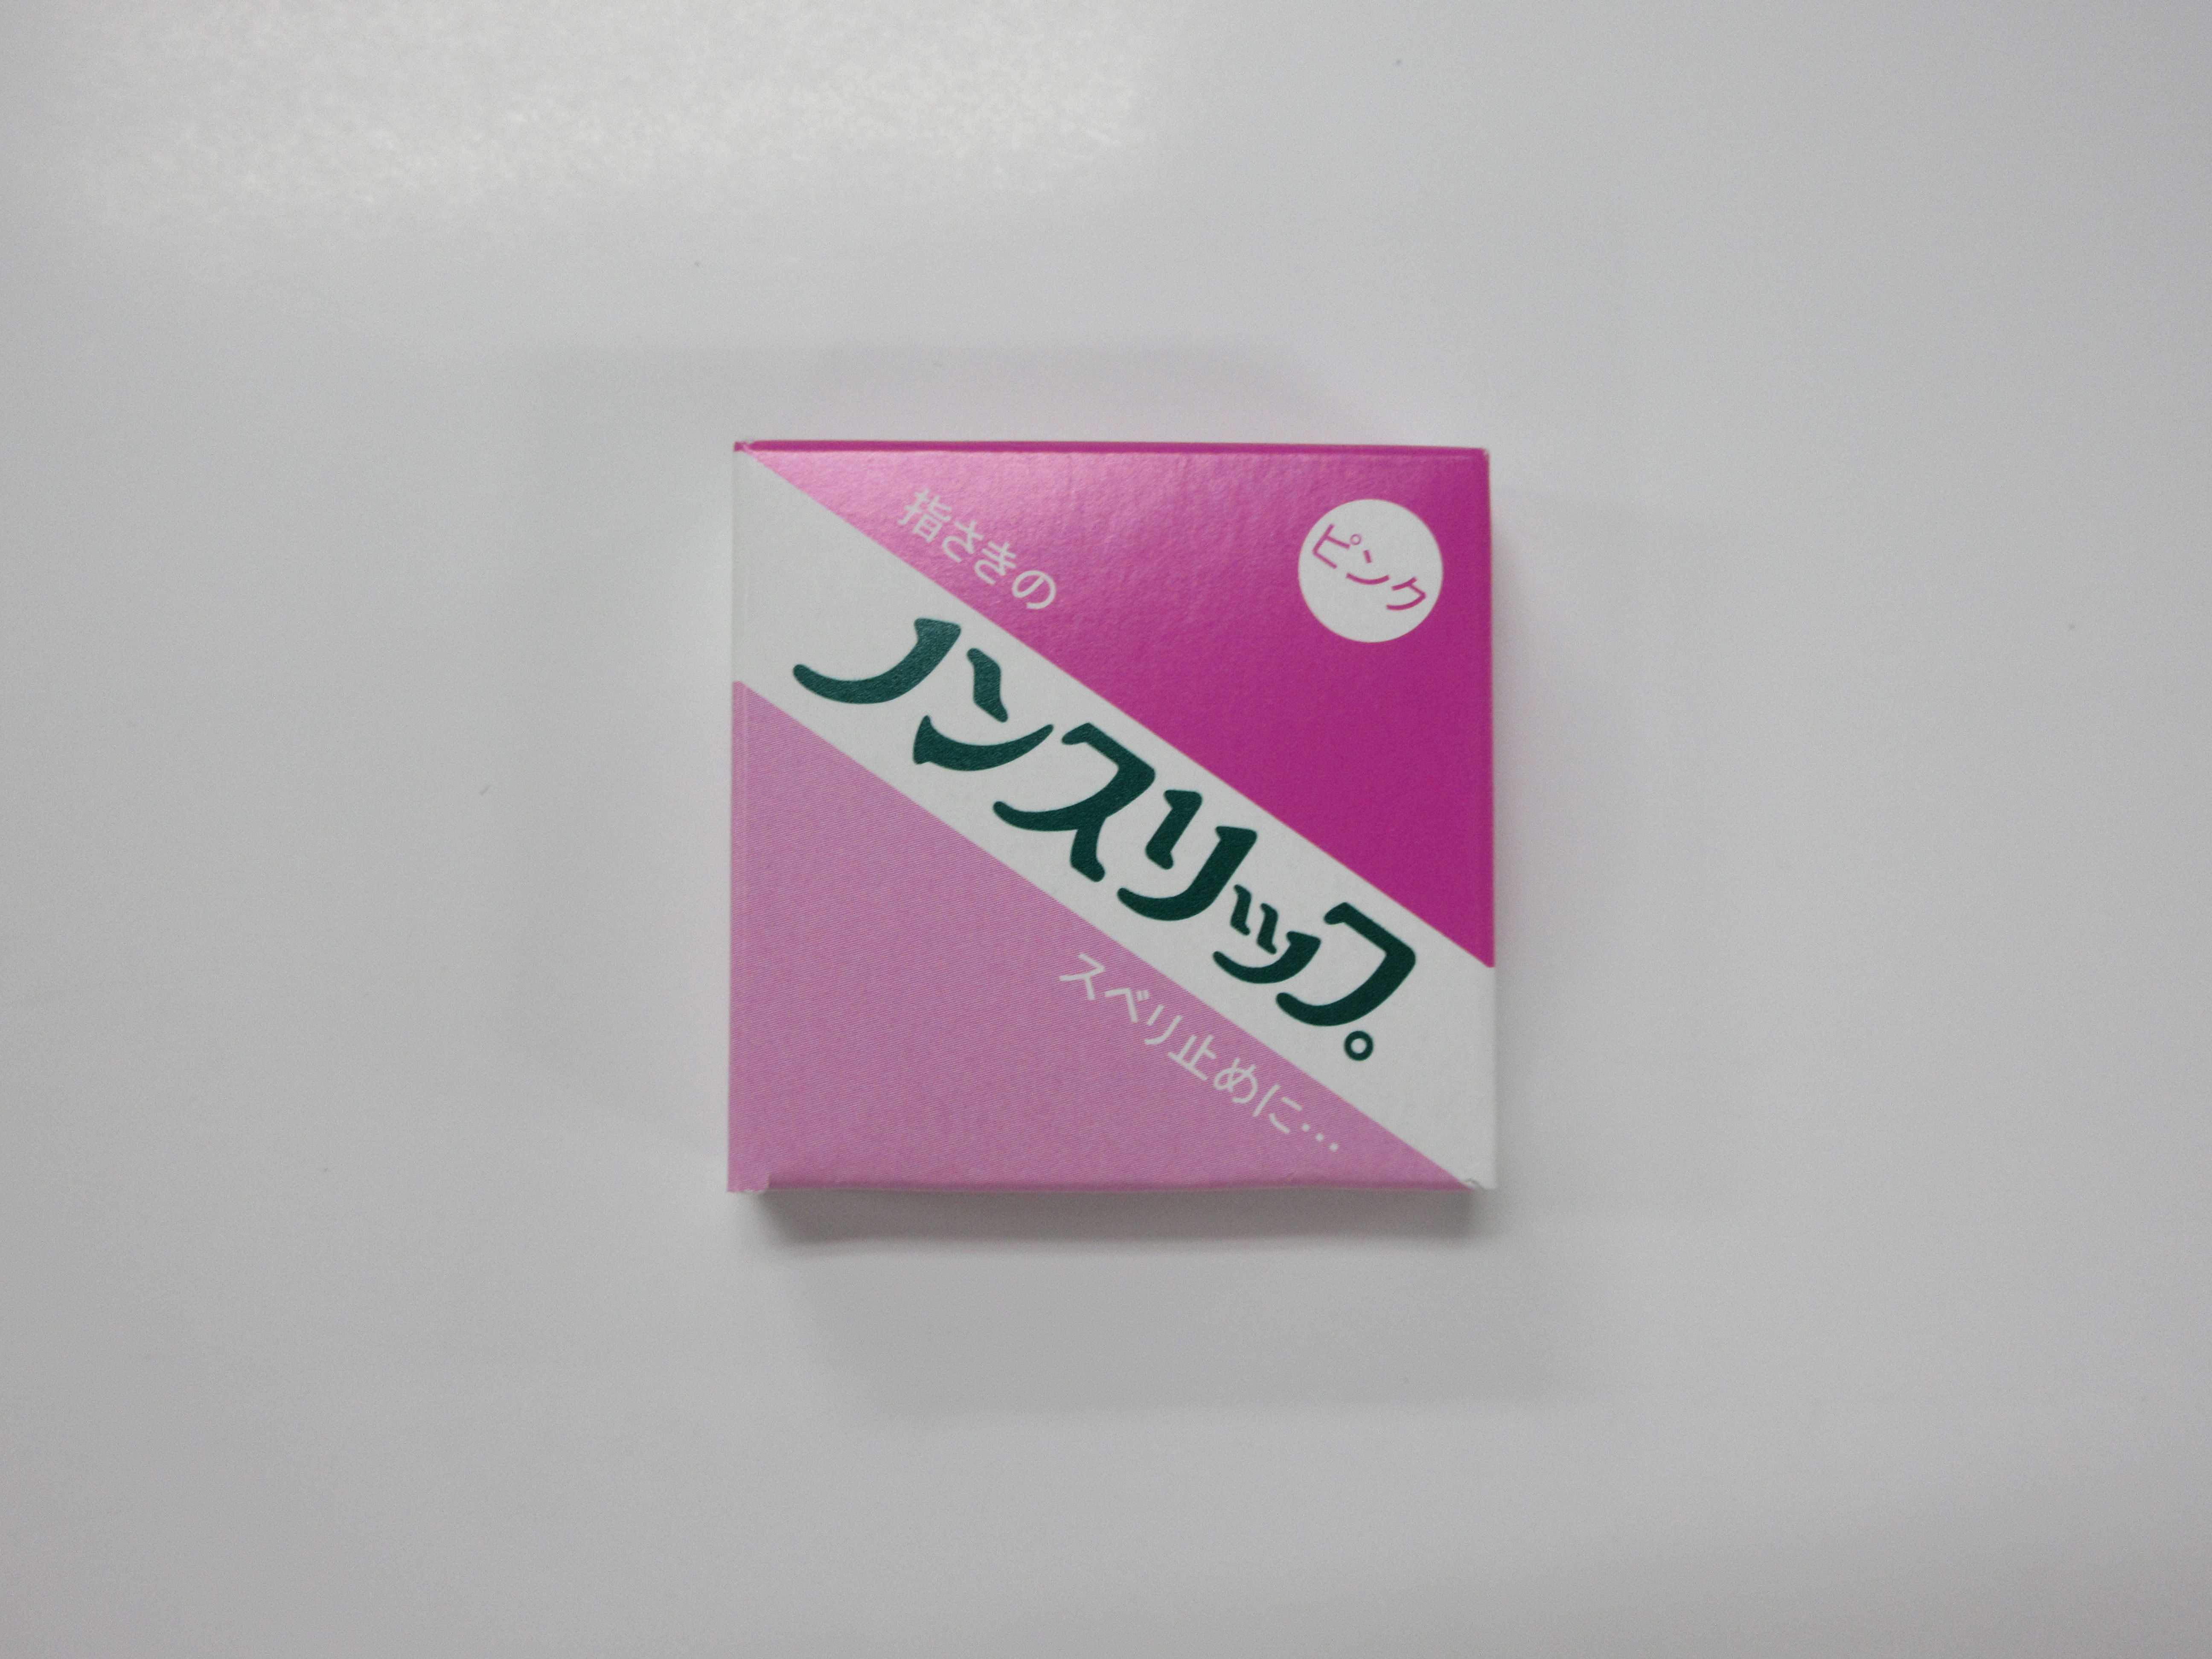 指さきの
ピンク
ノンスリップ
スベリ止めに…